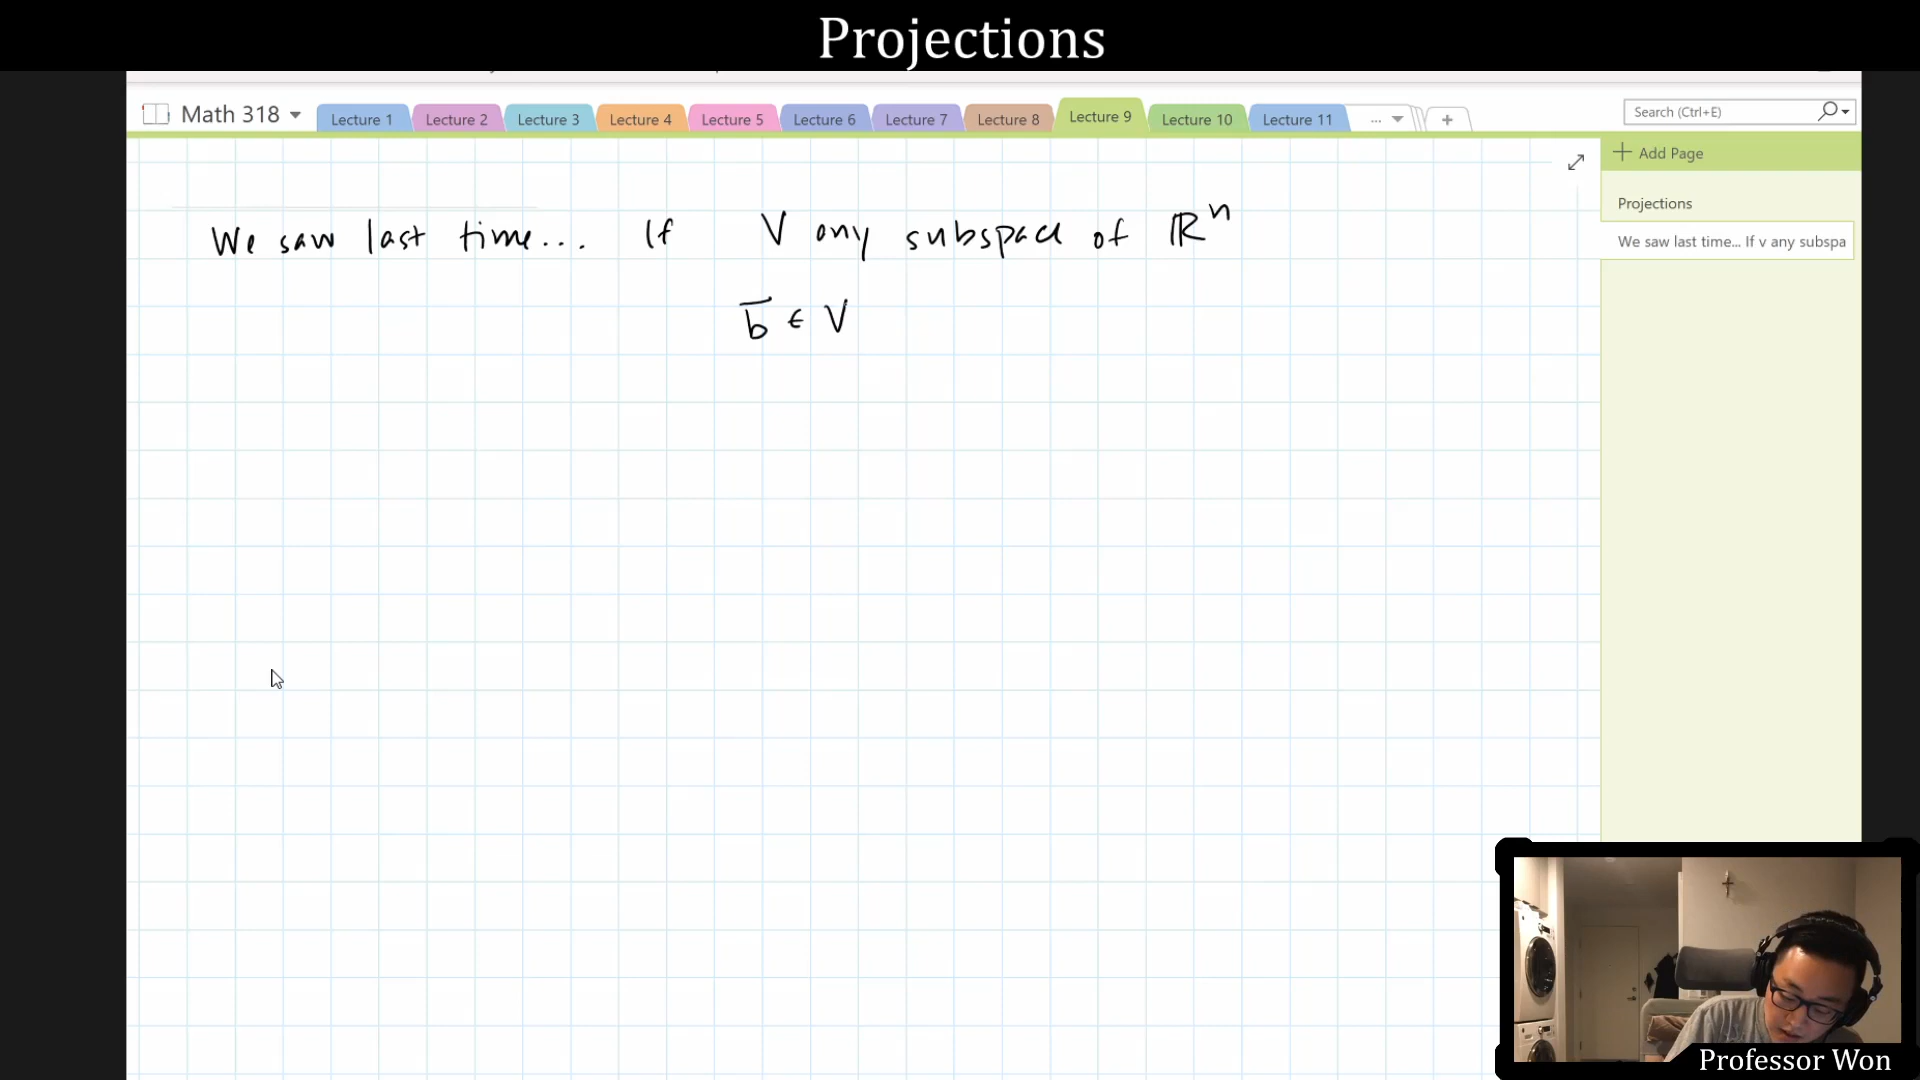 Projections
Math 318
Lecture 1
Lecture 2
Lecture 3
Lecture 4
Lecture 5
Lecture 6
Lecture 7
Lecture 8
Lecture 9
Lecture 10
Lecture 11
...
+
Search (Ctrl+E)
+ Add Page
Projections
We saw last time... If v any subspa
We saw last time... If V any subspace of ℝⁿ
b̄ ∈ V
Professor Won